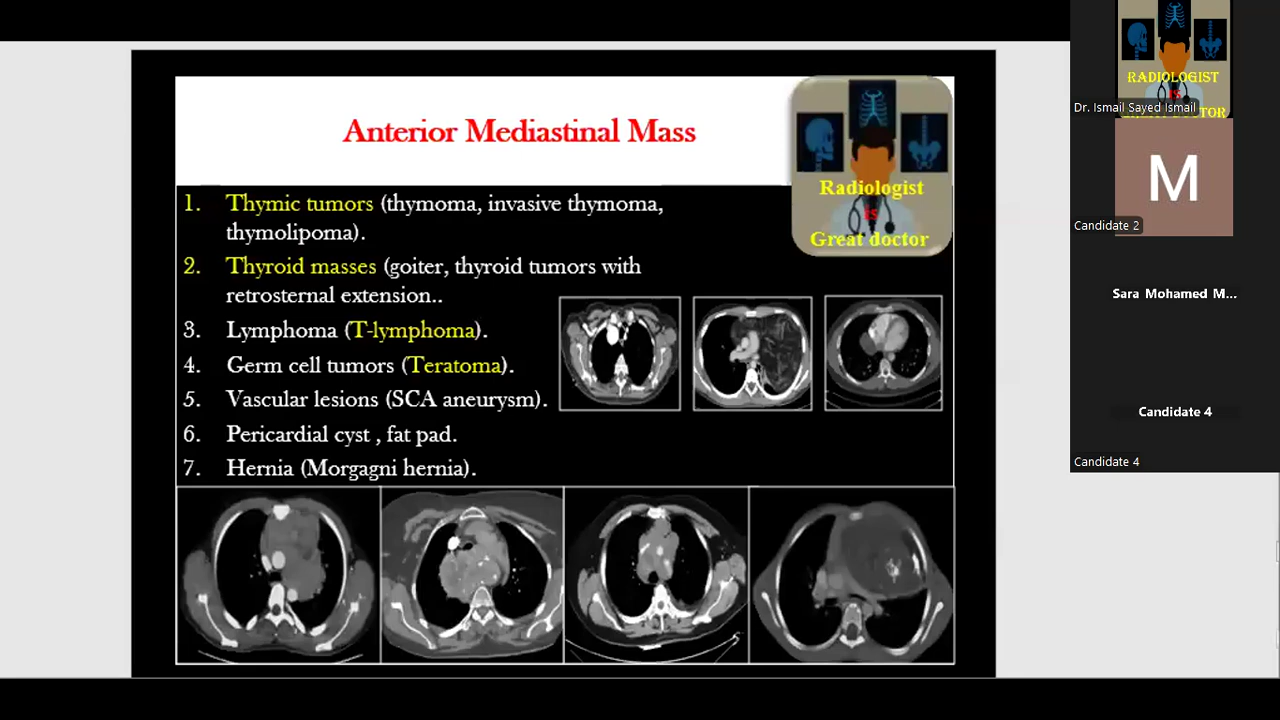 Anterior Mediastinal Mass
Radiologist
is
Great doctor
1. Thymic tumors (thymoma, invasive thymoma,
thymolipoma).
2. Thyroid masses (goiter, thyroid tumors with
retrosternal extension..
3. Lymphoma (T-lymphoma).
4. Germ cell tumors (Teratoma).
5. Vascular lesions (SCA aneurysm).
6. Pericardial cyst , fat pad.
7. Hernia (Morgagni hernia).
RADIOLOGIST
IS
Dr. Ismail Sayed Ismail
GREAT DOCTOR
M
Candidate 2
Sara Mohamed M...
Candidate 4
Candidate 4